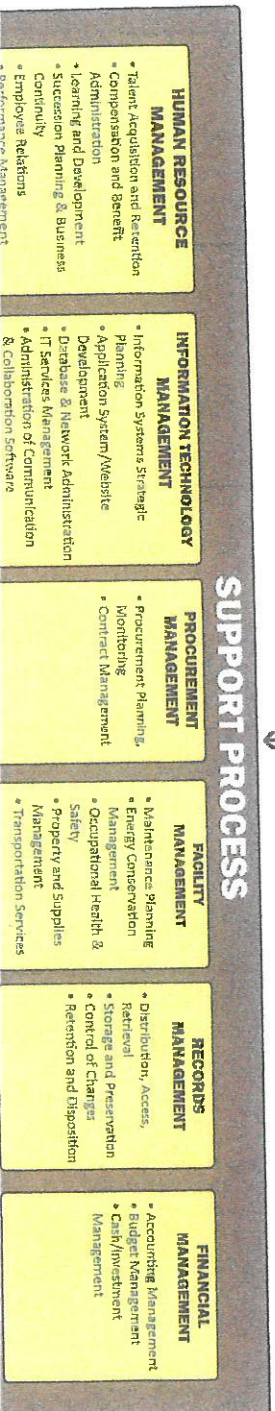 SUPPORT PROCESS
HUMAN RESOURCE
MANAGEMENT
• Talent Acquisition and Retention
• Compensation and Benefit
Administration
• Learning and Development
• Succession Planning & Business
Continuity
• Employee Relations
• Performance Management
INFORMATION TECHNOLOGY
MANAGEMENT
• Information Systems Strategic
Planning
• Application System/Website
Development
• Database & Network Administration
• IT Services Management
• Administration of Communication
& Collaboration Software
PROCUREMENT
MANAGEMENT
• Procurement Planning,
Monitoring
• Contract Management
FACILITY
MANAGEMENT
• Maintenance Planning
• Energy Conservation
Management
• Occupational Health &
Safety
• Property and Supplies
Management
• Transportation Services
RECORDS
MANAGEMENT
• Distribution, Access,
Retrieval
• Storage and Preservation
• Control of Changes
• Retention and Disposition
FINANCIAL
MANAGEMENT
• Accounting Management
• Budget Management
• Cash/Investment
Management